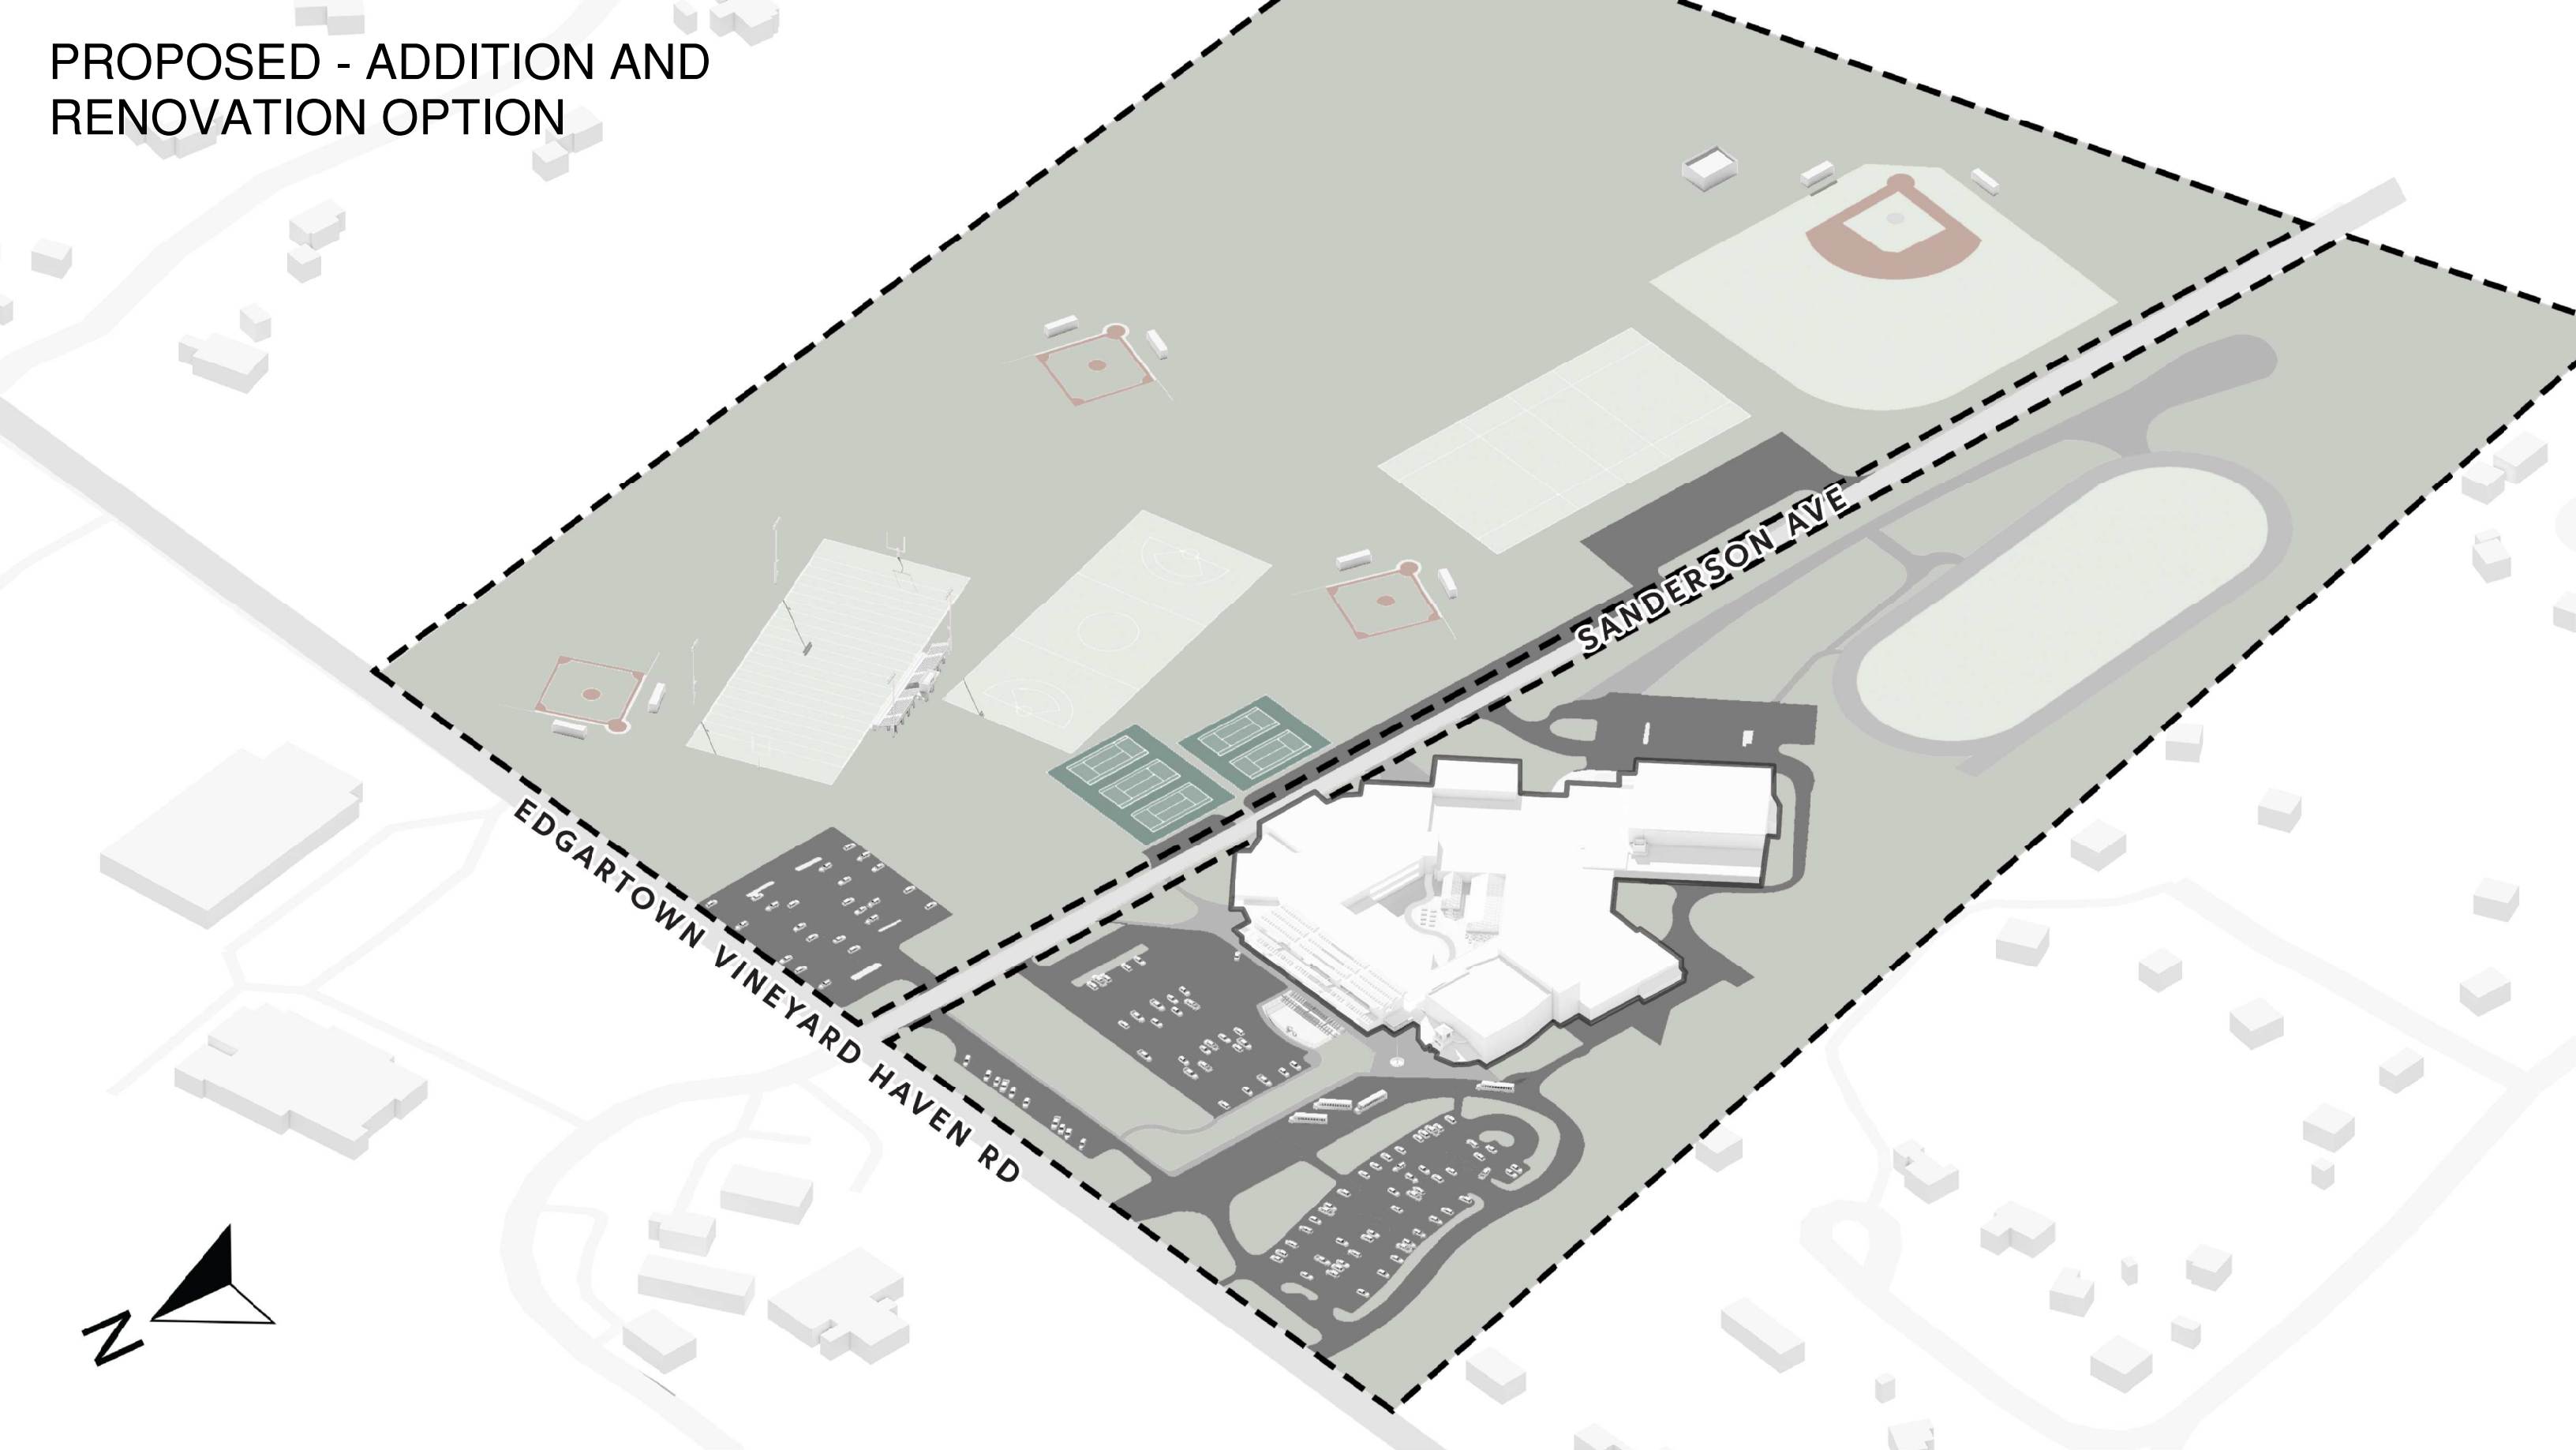 PROPOSED - ADDITION AND
RENOVATION OPTION
SANDERSON AVE
EDGARTOWN VINEYARD HAVEN RD
N